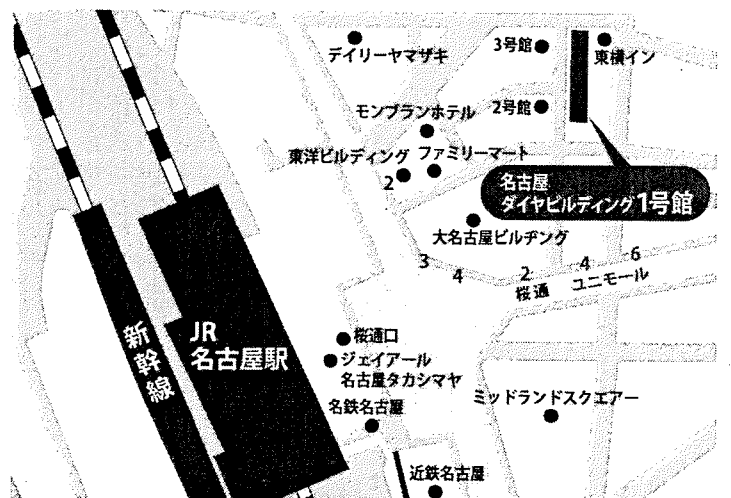 デイリーヤマザキ
3号館
東横イン
モンブランホテル
2号館
東洋ビルディング
ファミリーマート
2
名古屋
ダイヤビルディング1号館
大名古屋ビルヂング
3
4
2
4
6
桜通
ユニモール
新幹線
JR
名古屋駅
桜通口
ジェイアール
名古屋タカシマヤ
名鉄名古屋
ミッドランドスクエアー
近鉄名古屋